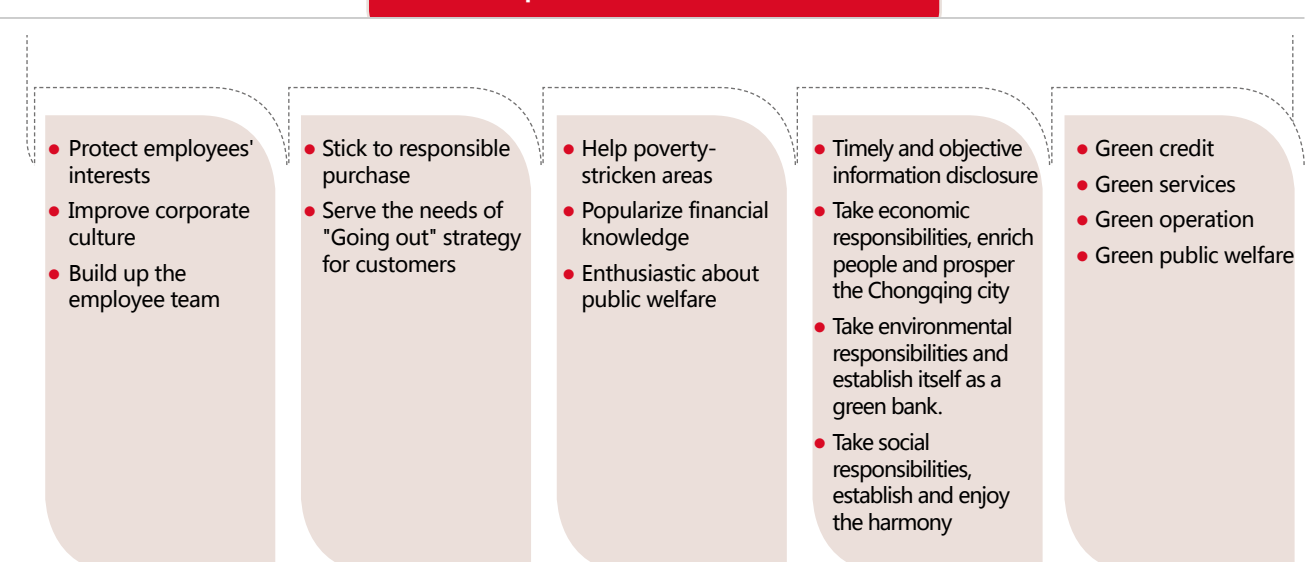 ● Protect employees'
interests
● Improve corporate
culture
● Build up the
employee team
● Stick to responsible
purchase
● Serve the needs of
"Going out" strategy
for customers
● Help poverty-
stricken areas
● Popularize financial
knowledge
● Enthusiastic about
public welfare
● Timely and objective
information disclosure
● Take economic
responsibilities, enrich
people and prosper
the Chongqing city
● Take environmental
responsibilities and
establish itself as a
green bank.
● Take social
responsibilities,
establish and enjoy
the harmony
● Green credit
● Green services
● Green operation
● Green public welfare